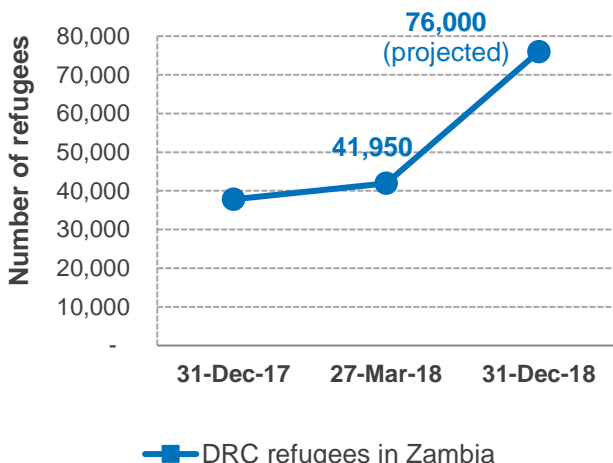 76,000
(projected)
80,000
70,000
60,000
50,000
41,950
40,000
30,000
20,000
10,000
-
Number of refugees
31-Dec-17 27-Mar-18 31-Dec-18
DRC refugees in Zambia